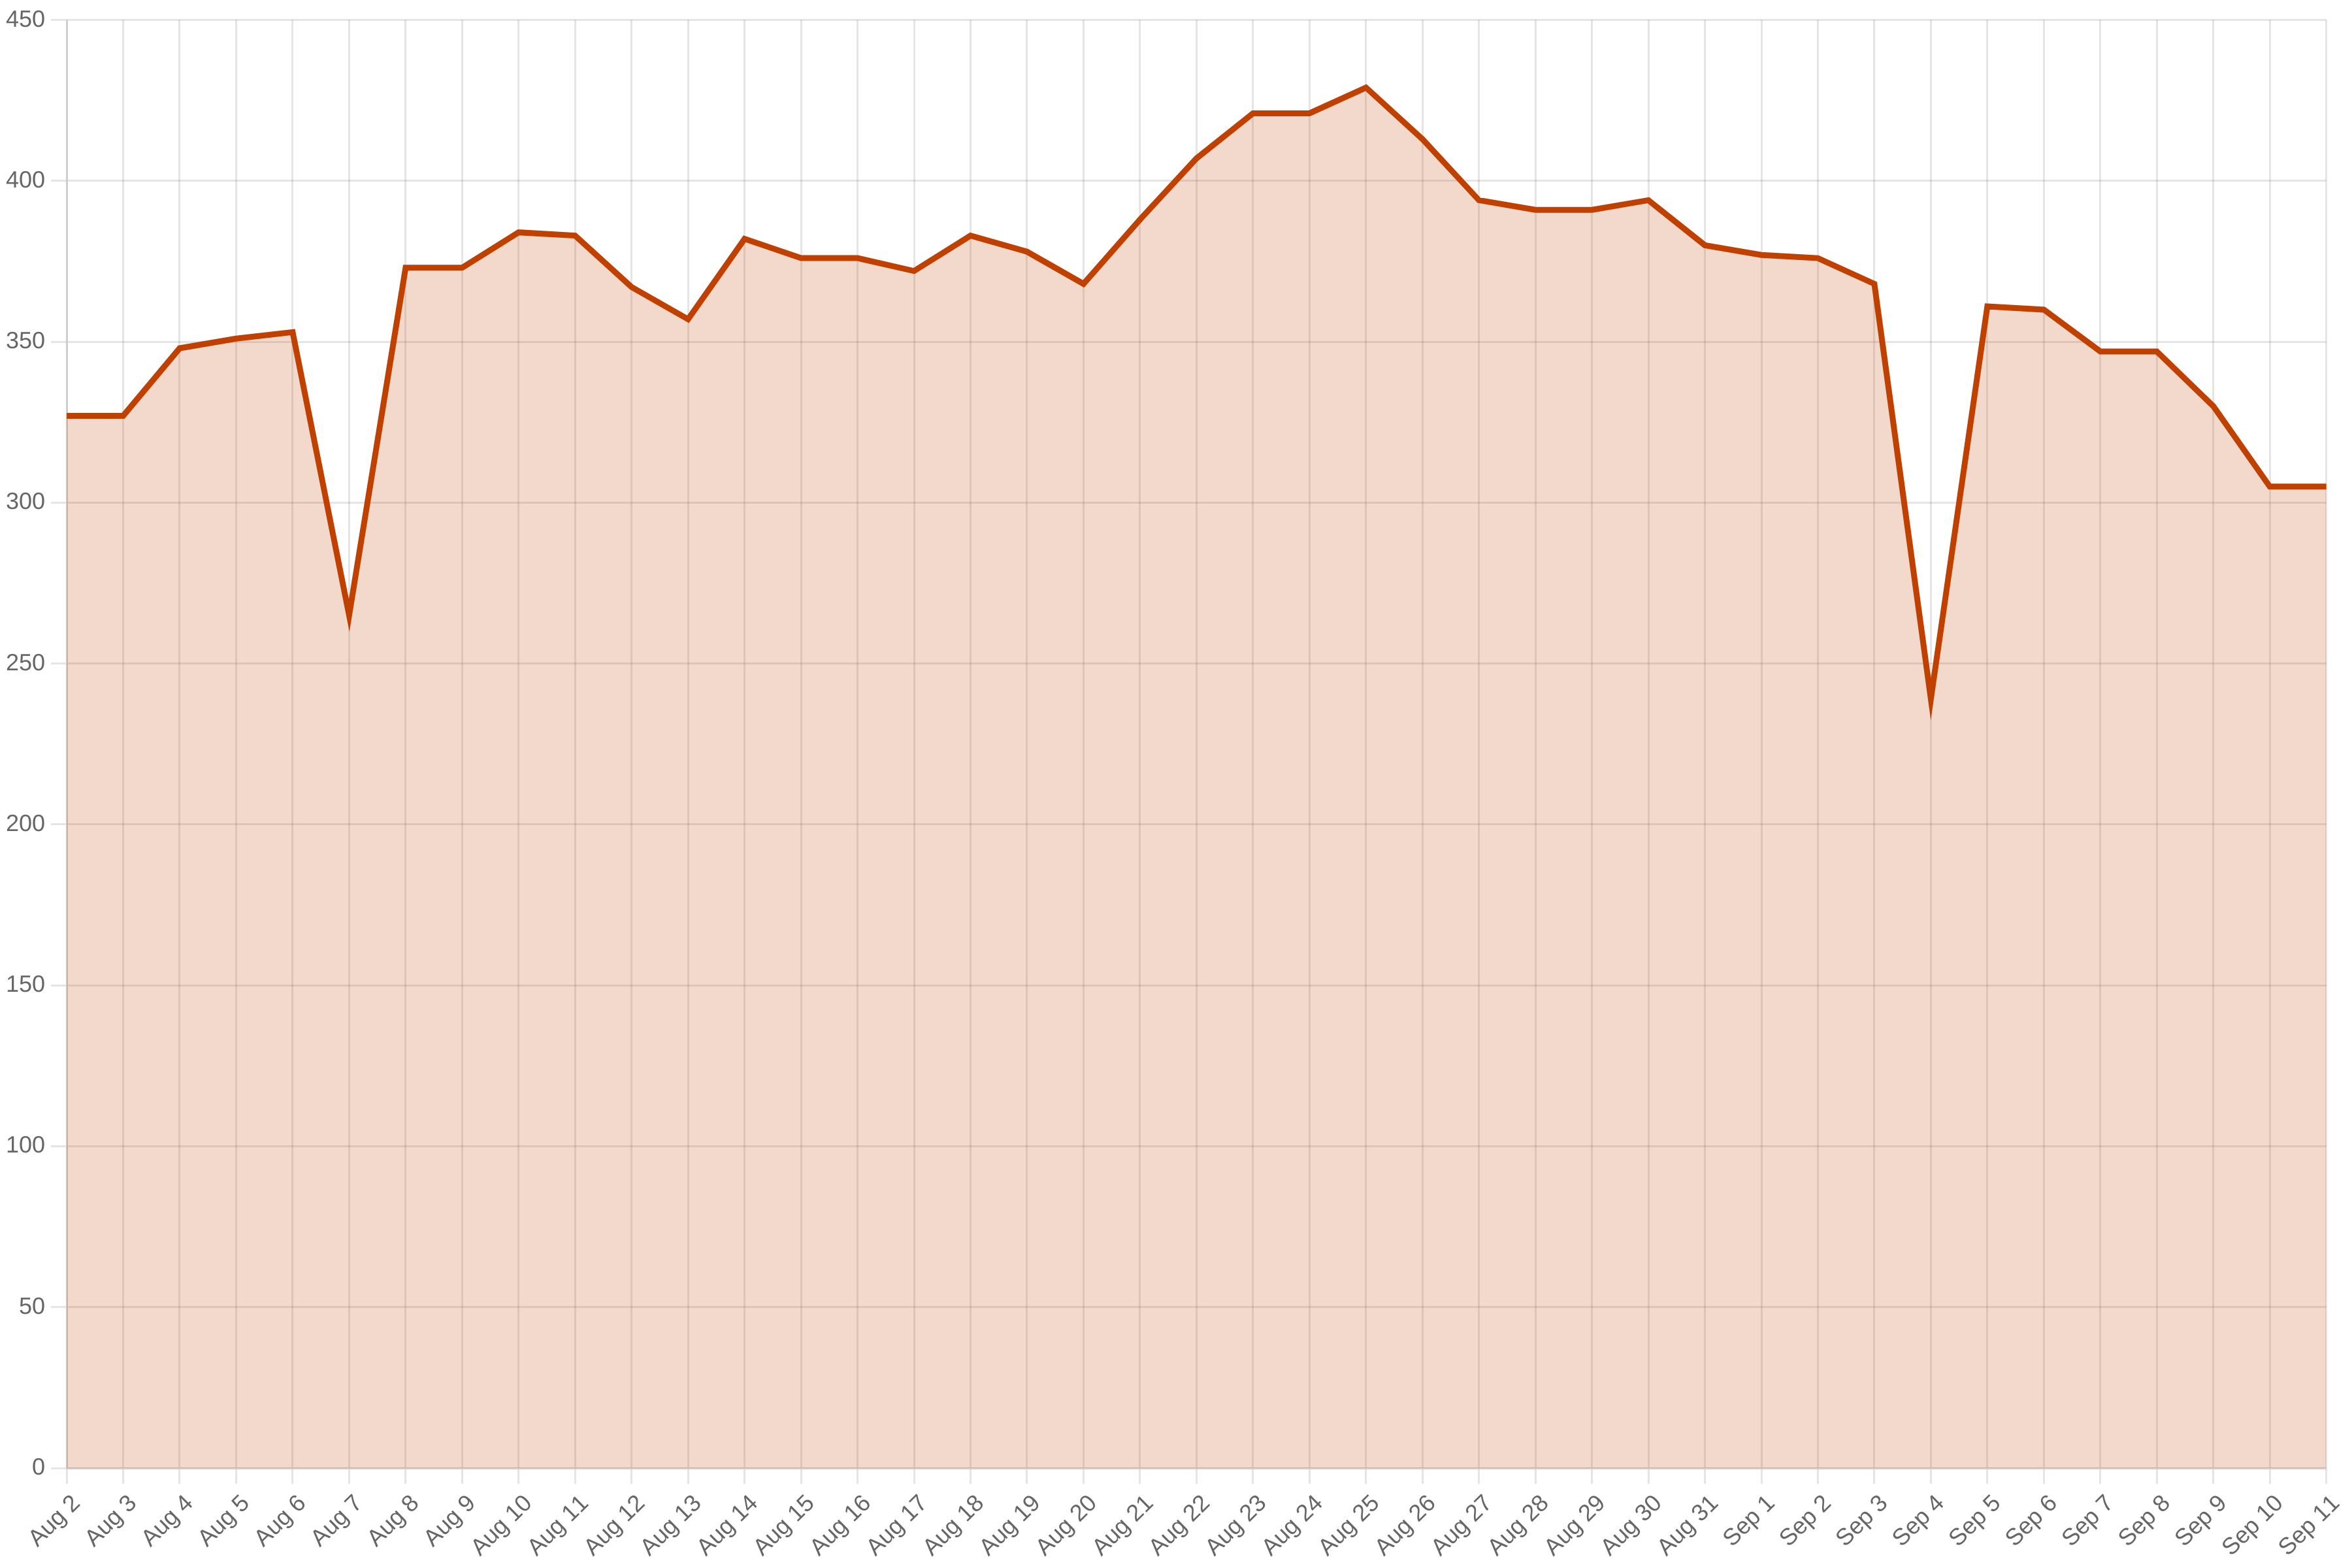 450
400
350
300
250
200
150
100
50
0
Aug 2
Aug 3
Aug 4
Aug 5
Aug 6
Aug 7
Aug 8
Aug 9
Aug 10
Aug 11
Aug 12
Aug 13
Aug 14
Aug 15
Aug 16
Aug 17
Aug 18
Aug 19
Aug 20
Aug 21
Aug 22
Aug 23
Aug 24
Aug 25
Aug 26
Aug 27
Aug 28
Aug 29
Aug 30
Aug 31
Sep 1
Sep 2
Sep 3
Sep 4
Sep 5
Sep 6
Sep 7
Sep 8
Sep 9
Sep 10
Sep 11